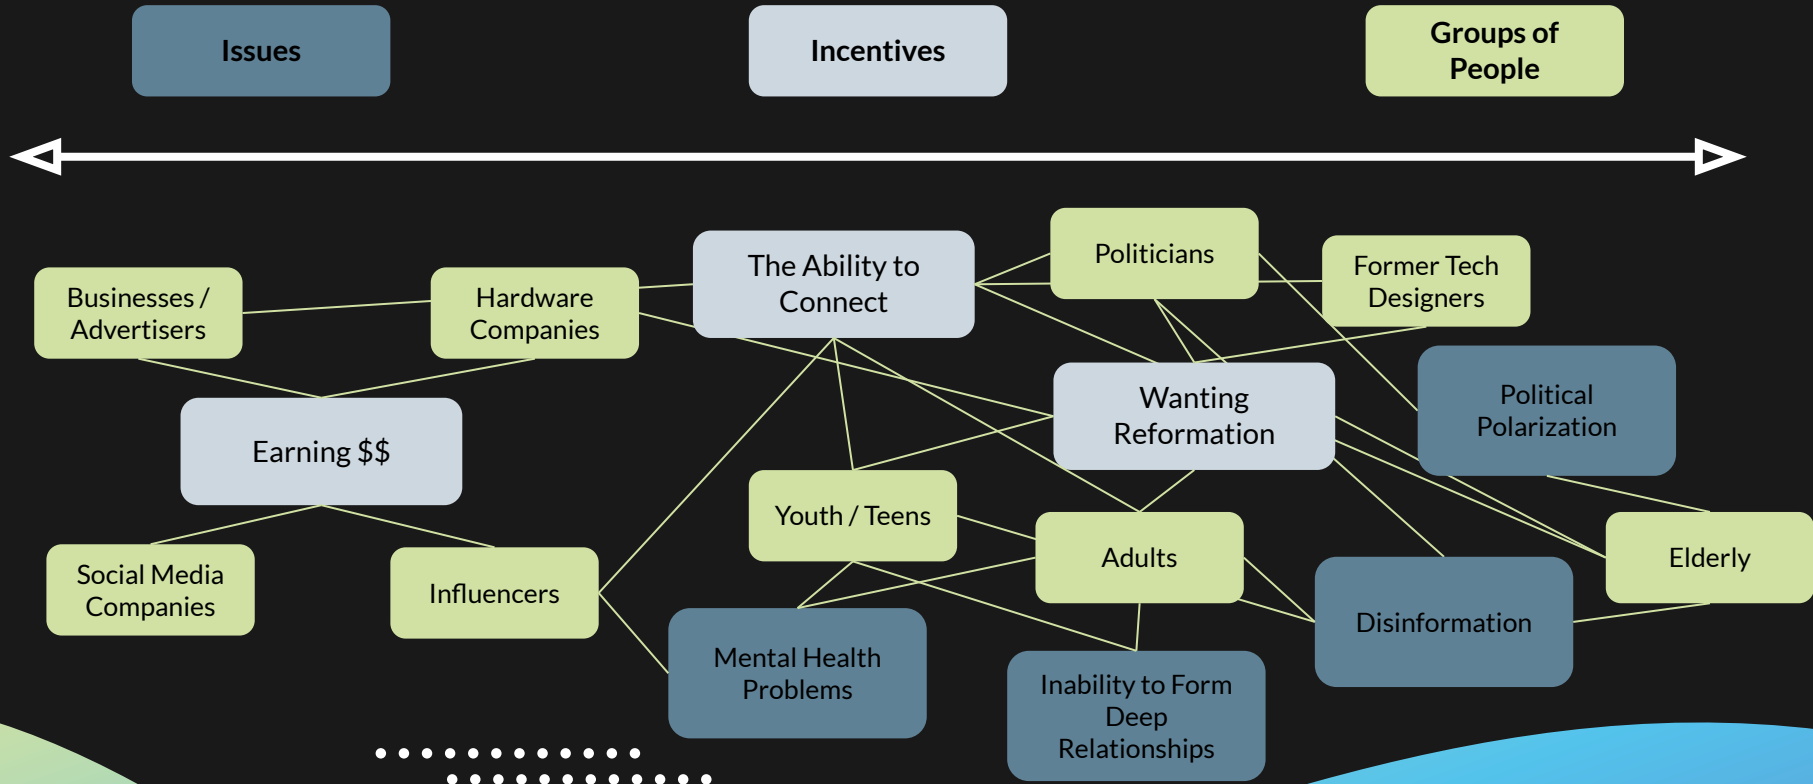 Issues
Incentives
Groups of
People
Politicians
The Ability to
Connect
Former Tech
Designers
Businesses /
Advertisers
Hardware
Companies
Wanting
Reformation
Political
Polarization
Earning $$
Youth / Teens
Adults
Elderly
Social Media
Companies
Influencers
Disinformation
Mental Health
Problems
Inability to Form
Deep
Relationships